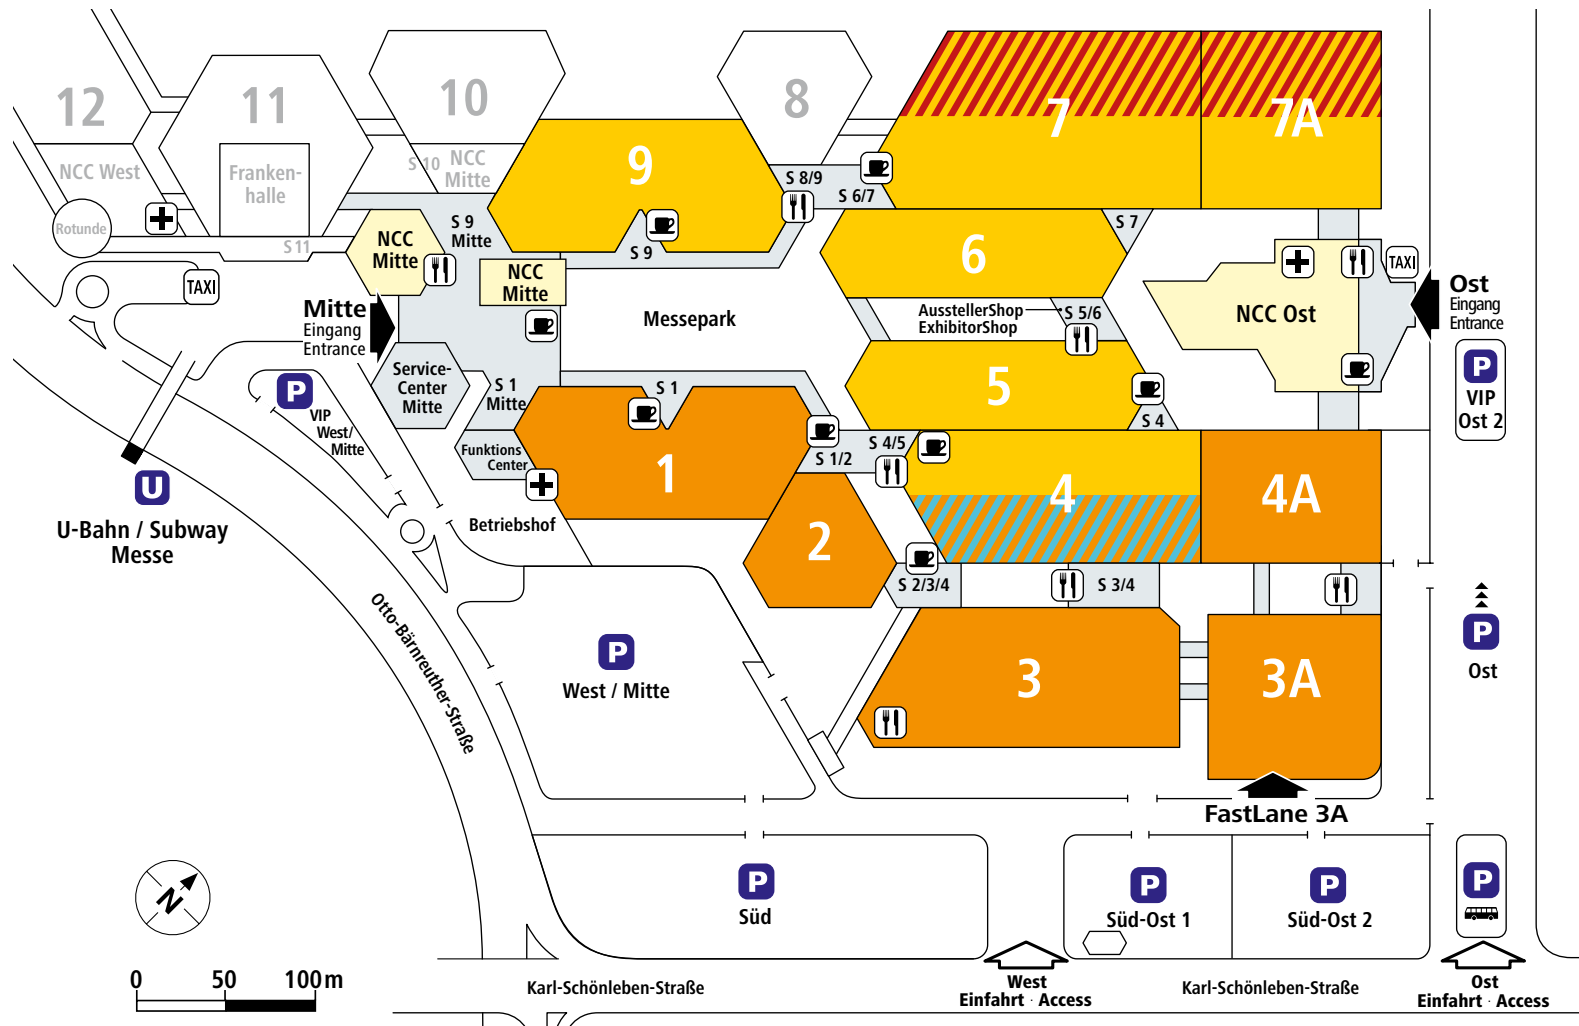 12
11
10
8
7
7A
NCC West
Franken-
halle
S 10
NCC
Mitte
9
S 8/9
S 6/7
Rotunde
S 11
NCC
Mitte
S 9
Mitte
S 9
6
S 7
TAXI
NCC
Mitte
TAXI
Mitte
Eingang
Entrance
Messepark
AusstellerShop
ExhibitorShop
S 5/6
NCC Ost
Ost
Eingang
Entrance
P
VIP
Ost 2
Service-
Center
Mitte
S 1
Mitte
S 1
5
S 4
P
VIP
West/
Mitte
Funktions
Center
1
S 1/2
S 4/5
4
4A
U
U-Bahn / Subway
Messe
Betriebshof
2
S 2/3/4
S 3/4
Otto-Bärnreuther-Straße
P
West / Mitte
3
3A
P
Ost
FastLane 3A
N
P
Süd
P
Süd-Ost 1
P
Süd-Ost 2
P
0 50 100 m
Karl-Schönleben-Straße
West
Einfahrt · Access
Karl-Schönleben-Straße
Ost
Einfahrt · Access